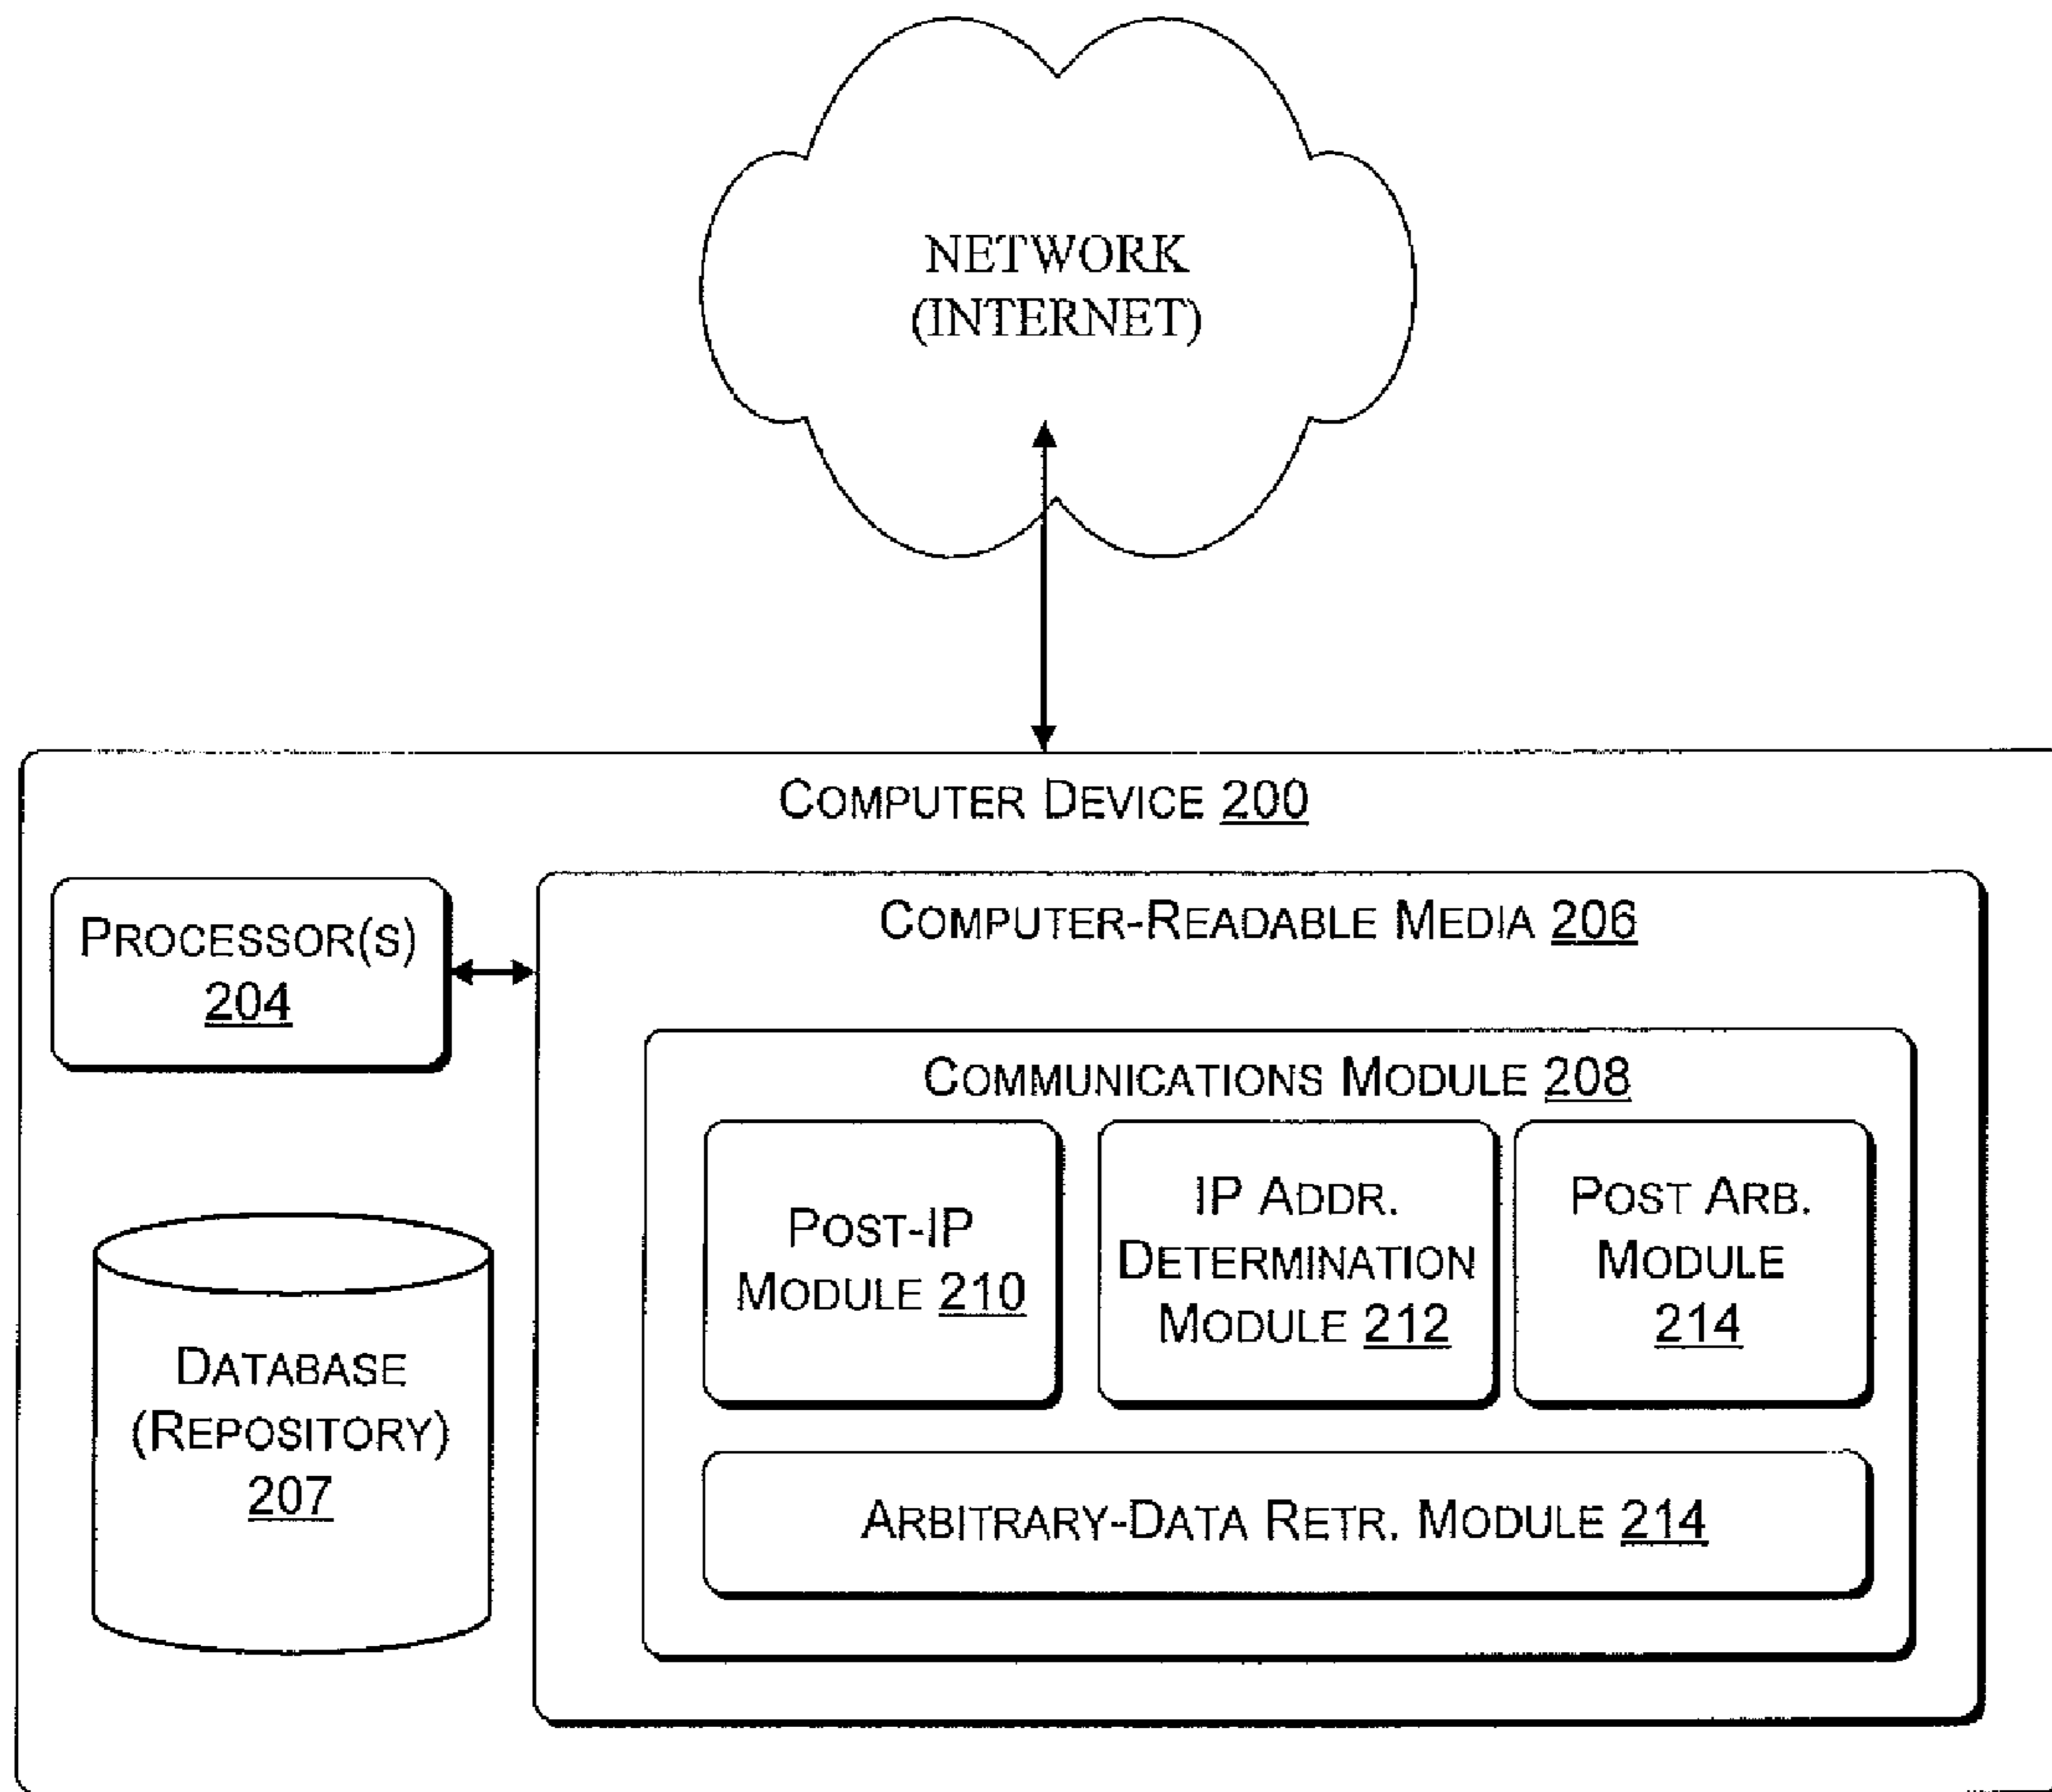 NETWORK
(INTERNET)
COMPUTER DEVICE 200
PROCESSOR(S)
204
COMPUTER-READABLE MEDIA 206
COMMUNICATIONS MODULE 208
POST-IP
MODULE 210
IP ADDR.
DETERMINATION
MODULE 212
POST ARB.
MODULE
214
ARBITRARY-DATA RETR. MODULE 214
DATABASE
(REPOSITORY)
207